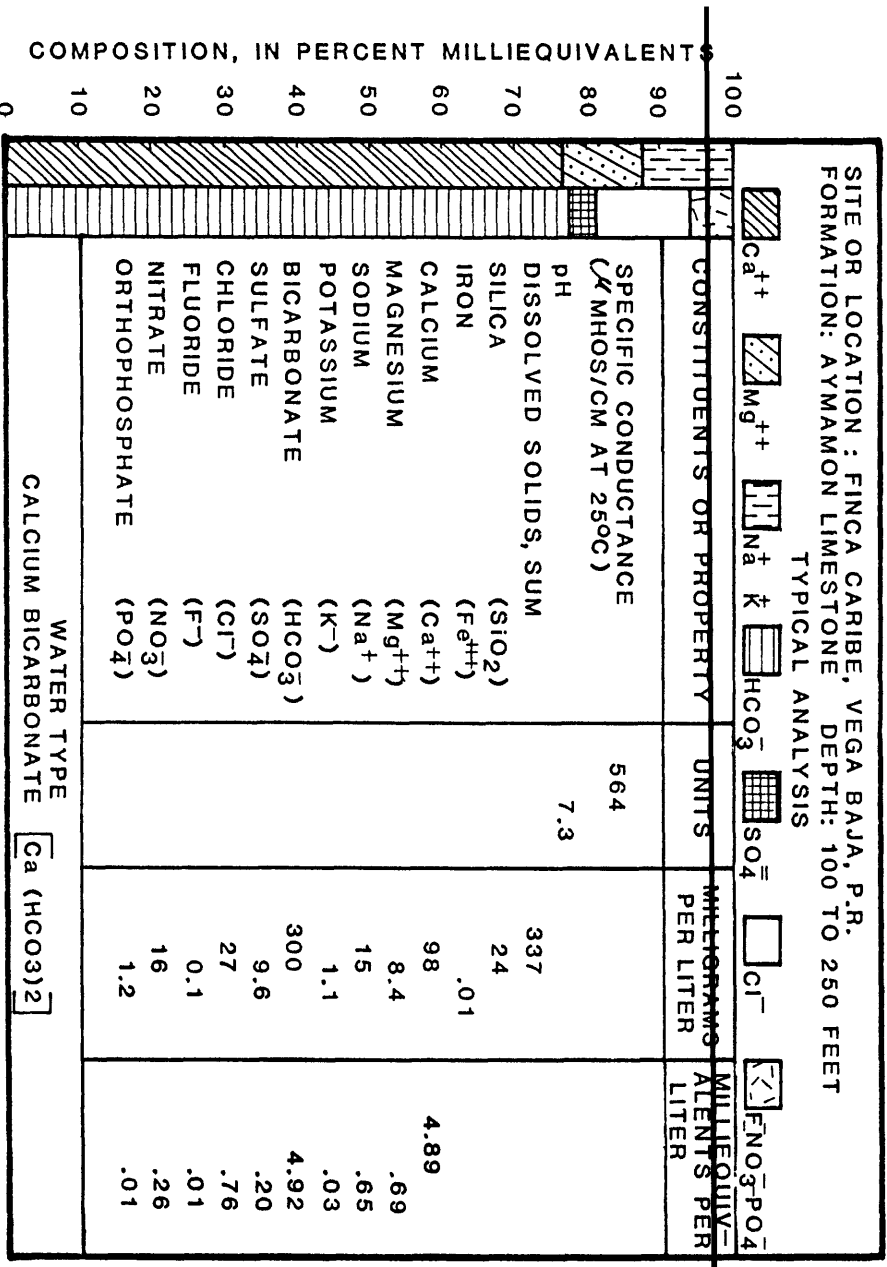 SITE OR LOCATION : FINCA CARIBE, VEGA BAJA, P.R.
FORMATION: AYMAMON LIMESTONE DEPTH: 100 TO 250 FEET
TYPICAL ANALYSIS
Ca++ Mg++ Na+ K+ HCO3- SO4= Cl- F-NO3-PO4-
COMPOSITION, IN PERCENT MILLIEQUIVALENTS
100
90
80
70
60
50
40
30
20
10
0
CONSTITUENTS OR PROPERTY UNITS MILLIGRAMS PER LITER MILLIEQUIV-ALENTS PER LITER
SPECIFIC CONDUCTANCE
(μMHOS/CM AT 25°C) 564
pH 7.3
DISSOLVED SOLIDS, SUM 337
SILICA (SiO2) 24
IRON (Fe+++) .01
CALCIUM (Ca++) 98 4.89
MAGNESIUM (Mg++) 8.4 .69
SODIUM (Na+) 15 .65
POTASSIUM (K-) 1.1 .03
BICARBONATE (HCO3-) 300 4.92
SULFATE (SO4=) 9.6 .20
CHLORIDE (Cl-) 27 .76
FLUORIDE (F-) 0.1 .01
NITRATE (NO3-) 16 .26
ORTHOPHOSPHATE (PO4=) 1.2 .01
WATER TYPE
CALCIUM BICARBONATE [Ca (HCO3)2]